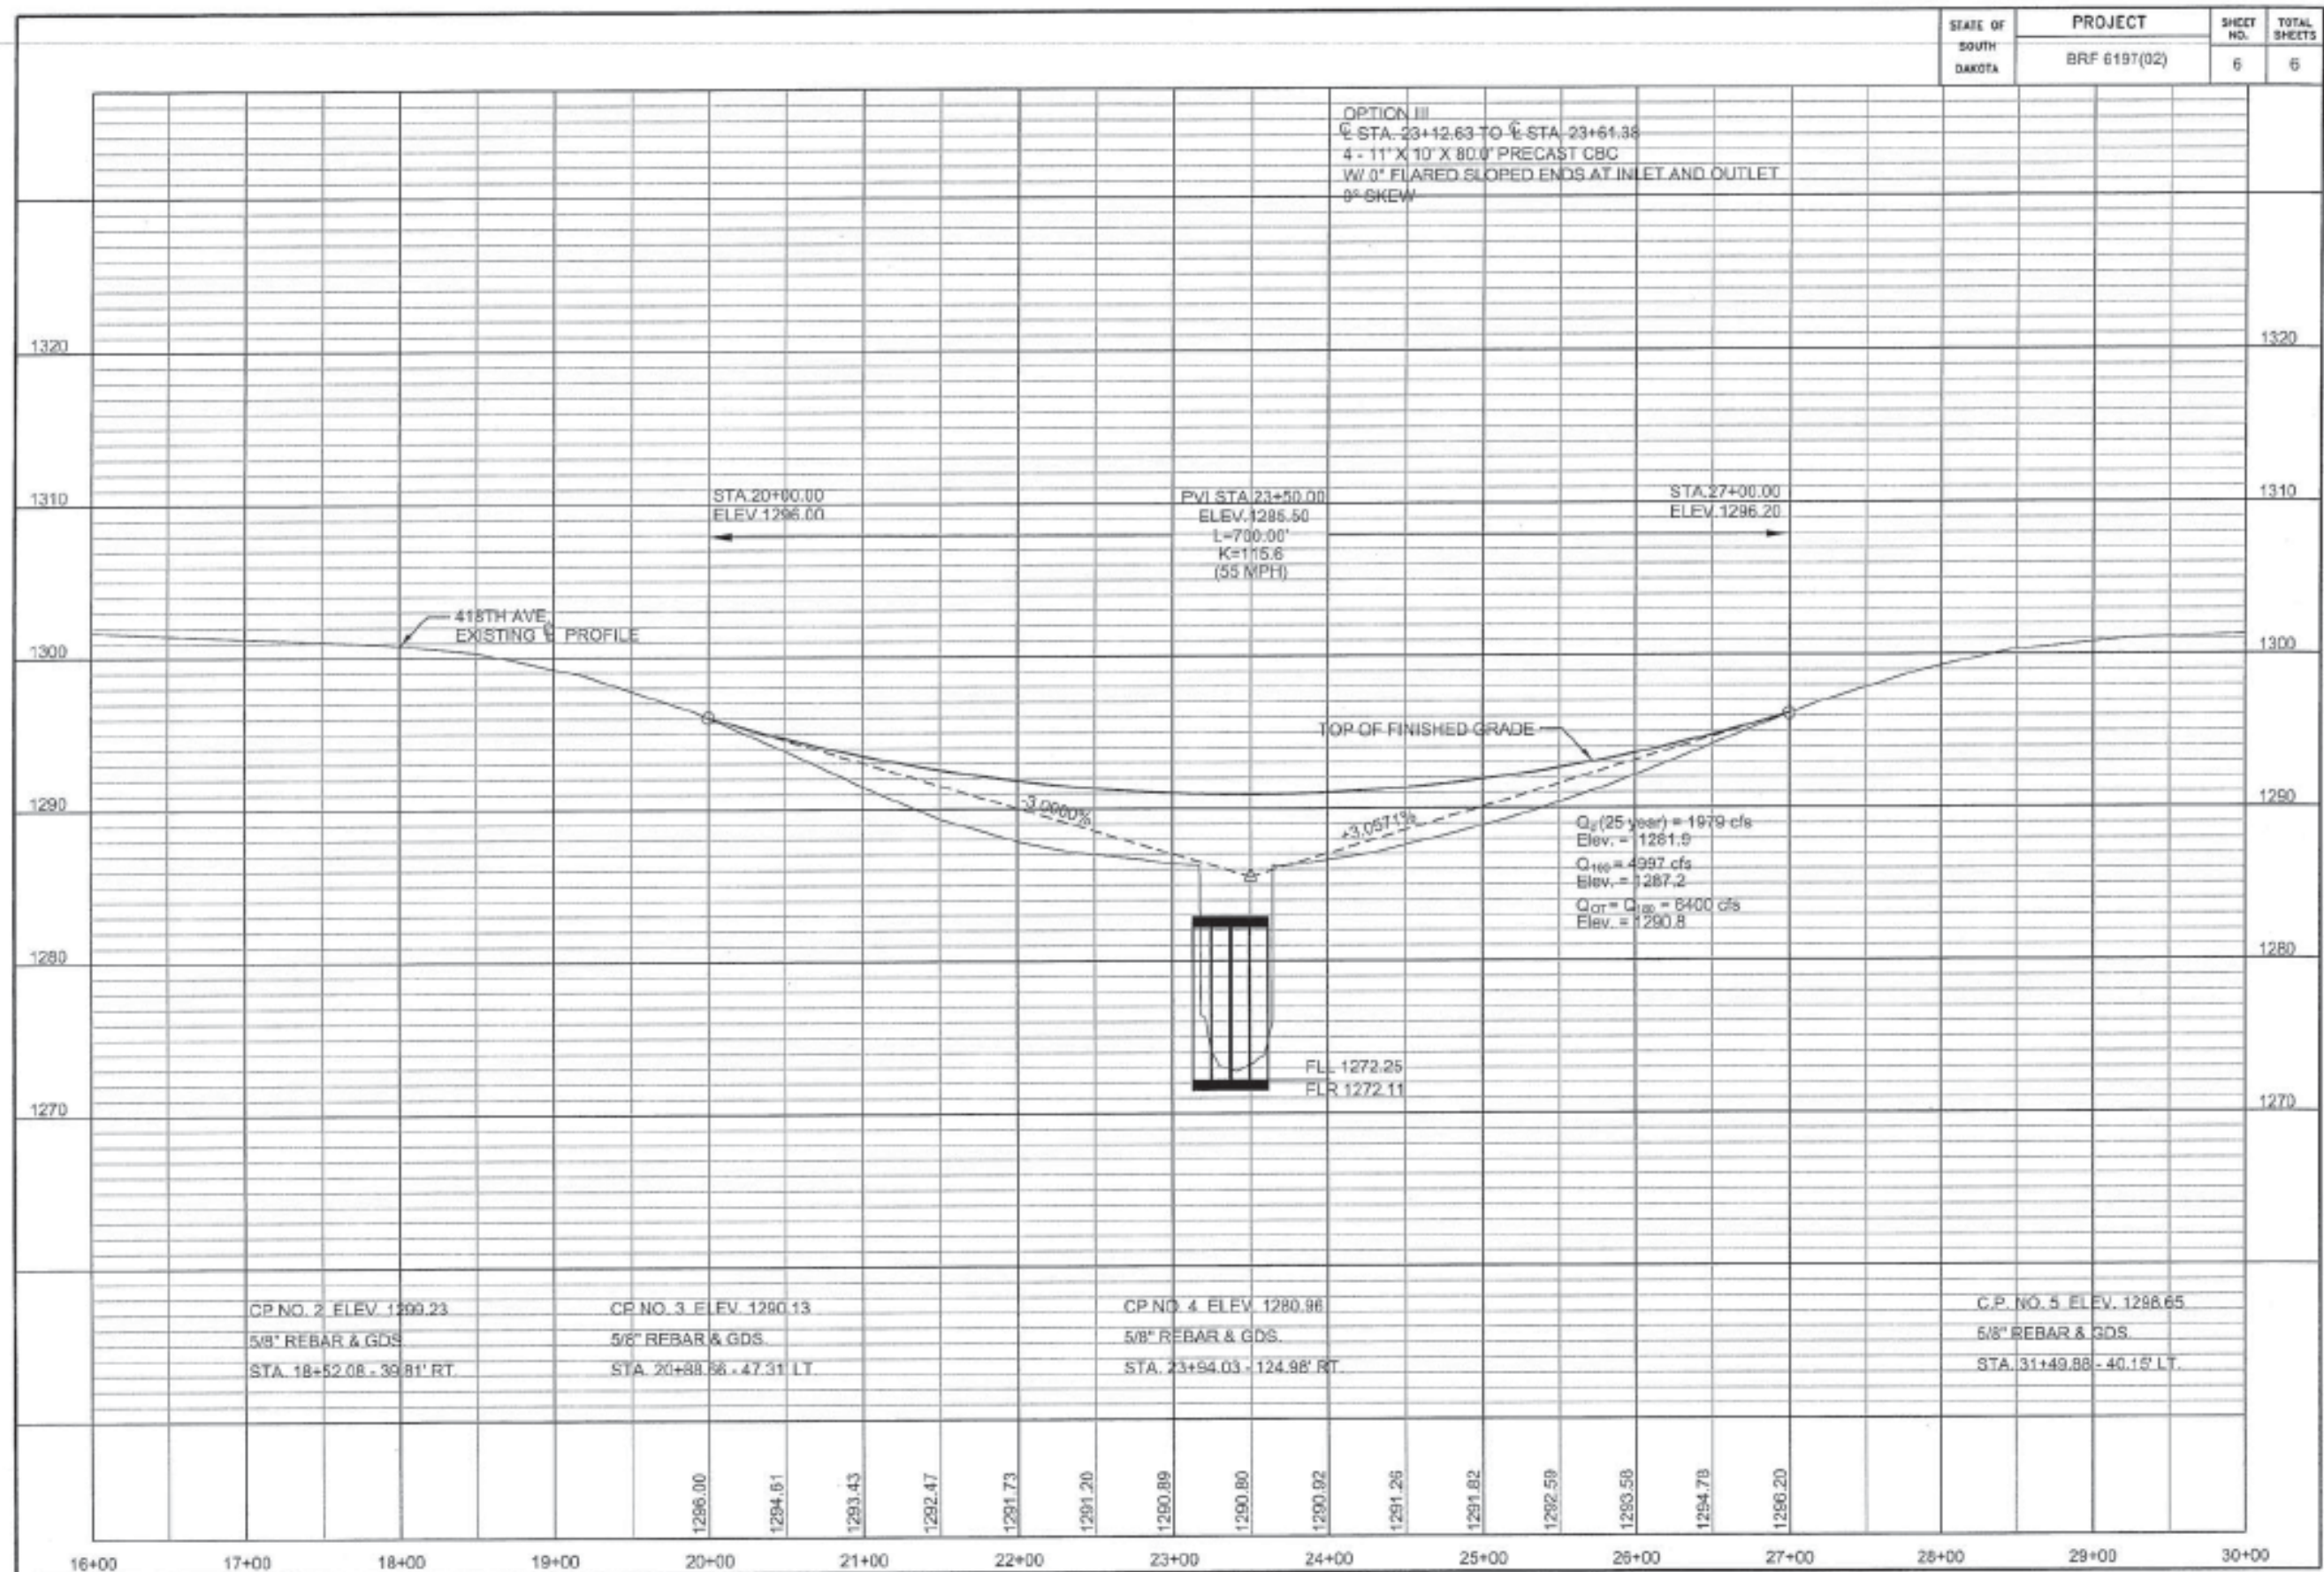 STATE OF SOUTH DAKOTA
PROJECT
BRF 6197(02)
SHEET NO.
6
TOTAL SHEETS
6
OPTION III
℄ STA. 23+12.63 TO ℄ STA. 23+61.38
4 - 11' X 10' X 80.0' PRECAST CBC
W/ 0° FLARED SLOPED ENDS AT INLET AND OUTLET
0° SKEW
1320
1320
1310
1310
STA.20+00.00
ELEV.1296.00
PVI STA.23+50.00
ELEV.1285.50
L=700.00'
K=115.6
(55 MPH)
STA.27+00.00
ELEV.1296.20
418TH AVE.
EXISTING ℄ PROFILE
1300
1300
TOP OF FINISHED GRADE
1290
1290
-3.0000%
+3.0571%
(25 year) = 1979 cfs
Elev. = 1281.9
Q100 = 4997 cfs
Elev. = 1287.2
QOT = = 6400 cfs
Elev. = 1290.8
1280
1280
FLL 1272.25
FLR 1272.11
1270
1270
CP NO. 2 ELEV. 1299.23
5/8" REBAR & GDS.
STA. 18+52.08 - 39.81' RT.
CP NO. 3 ELEV. 1290.13
5/8" REBAR & GDS.
STA. 20+88.66 - 47.31' LT.
CP NO. 4 ELEV. 1280.96
5/8" REBAR & GDS.
STA. 23+94.03 - 124.98' RT.
C.P. NO. 5 ELEV. 1298.65
5/8" REBAR & GDS.
STA. 31+49.88 - 40.15' LT.
1296.00
1294.61
1293.43
1292.47
1291.73
1291.20
1290.89
1290.80
1290.92
1291.26
1291.82
1292.59
1293.58
1294.78
1296.20
16+00
17+00
18+00
19+00
20+00
21+00
22+00
23+00
24+00
25+00
26+00
27+00
28+00
29+00
30+00